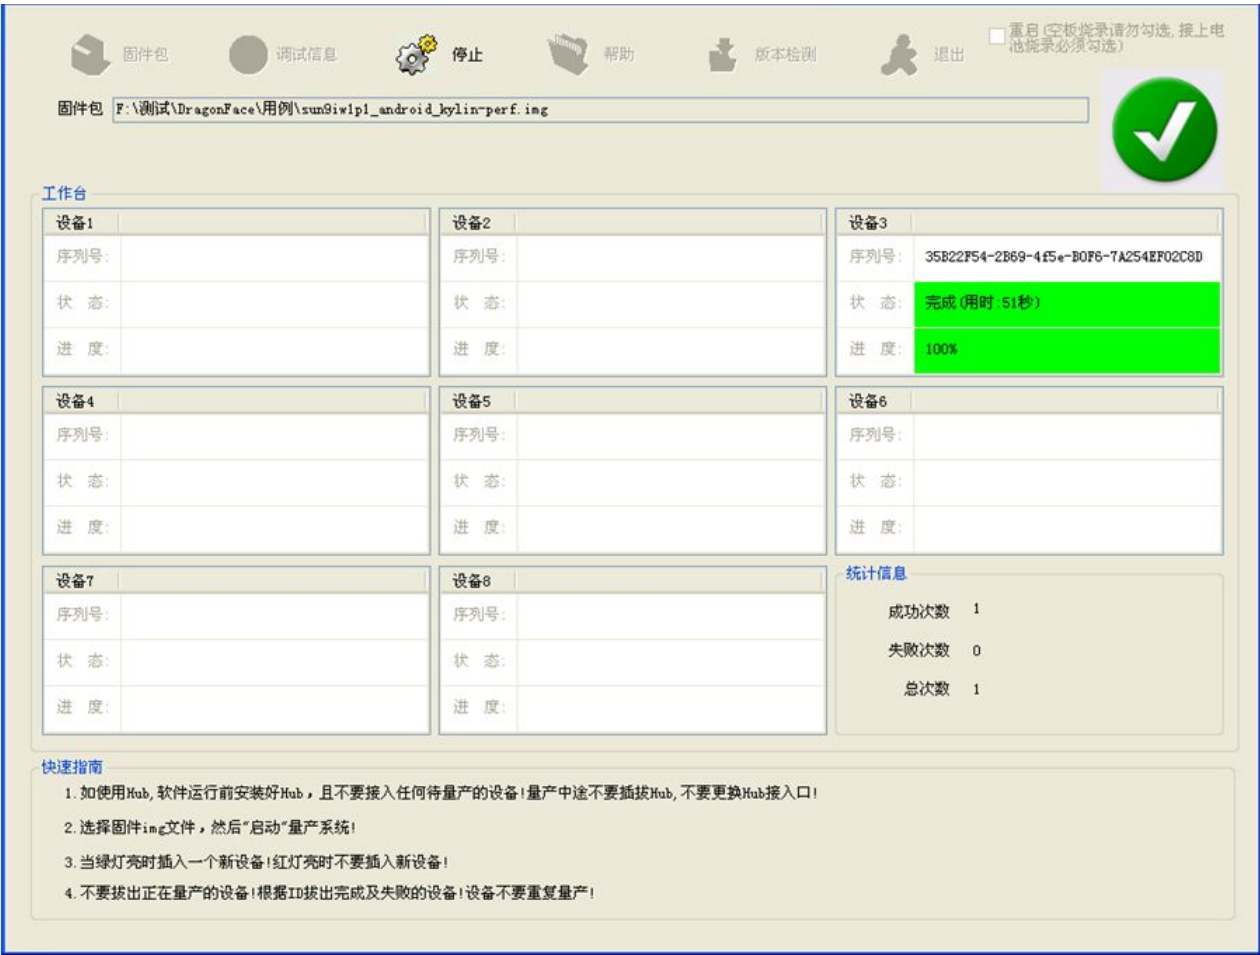 固件包 调试信息 停止 帮助 版本检测 退出 重启(空板烧录请勿勾选,接上电
池烧录必须勾选)
固件包 F:\测试\DragonFace\用例\sun9iw1p1_android_kylin-perf.img
工作台
设备1 设备2 设备3
序列号: 序列号: 序列号: 35B22F54-2B69-4f5e-B0F6-7A254EF02C8D
状 态: 状 态: 状 态: 完成(用时:51秒)
进 度: 进 度: 进 度: 100%
设备4 设备5 设备6
序列号: 序列号: 序列号:
状 态: 状 态: 状 态:
进 度: 进 度: 进 度:
设备7 设备8 统计信息
序列号: 序列号: 成功次数 1
状 态: 状 态: 失败次数 0
进 度: 进 度: 总次数 1
快速指南
1.如使用Hub,软件运行前安装好Hub，且不要接入任何待量产的设备!量产中途不要插拔Hub,不要更换Hub接入口!
2.选择固件img文件，然后"启动"量产系统!
3.当绿灯亮时插入一个新设备!红灯亮时不要插入新设备!
4.不要拔出正在量产的设备!根据ID拔出完成及失败的设备!设备不要重复量产!